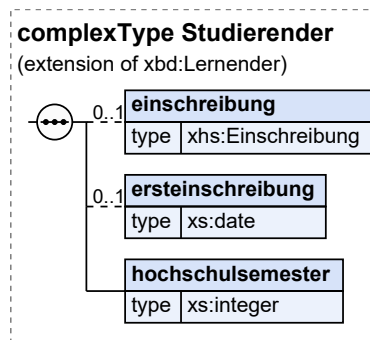 complexType Studierender
(extension of xbd:Lernender)
0..1 einschreibung
type xhs:Einschreibung
0..1 ersteinschreibung
type xs:date
hochschulsemester
type xs:integer